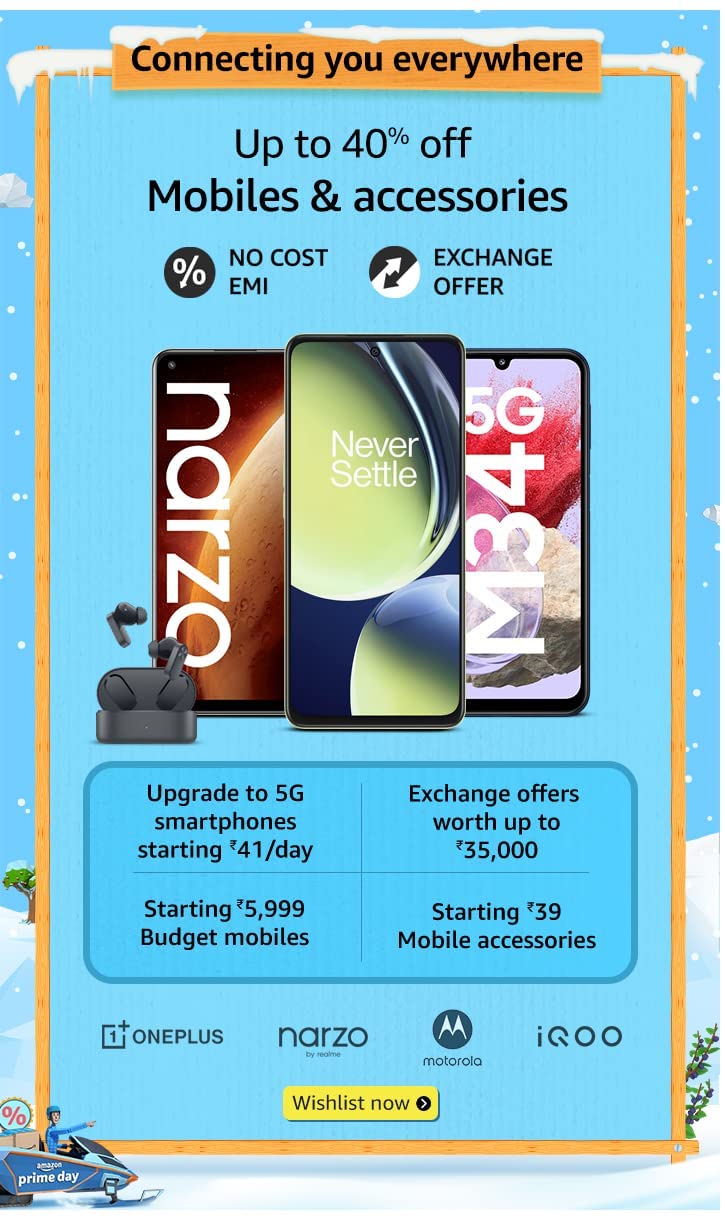 Connecting you everywhere
Up to 40% off
Mobiles & accessories
%
NO COST
EMI
EXCHANGE
OFFER
narzo
Never
Settle
M34 5G
Upgrade to 5G
smartphones
starting ₹41/day
Exchange offers
worth up to
₹35,000
Starting ₹5,999
Budget mobiles
Starting ₹39
Mobile accessories
1+ ONEPLUS
narzo
by realme
motorola
iQOO
Wishlist now
%
amazon
prime day